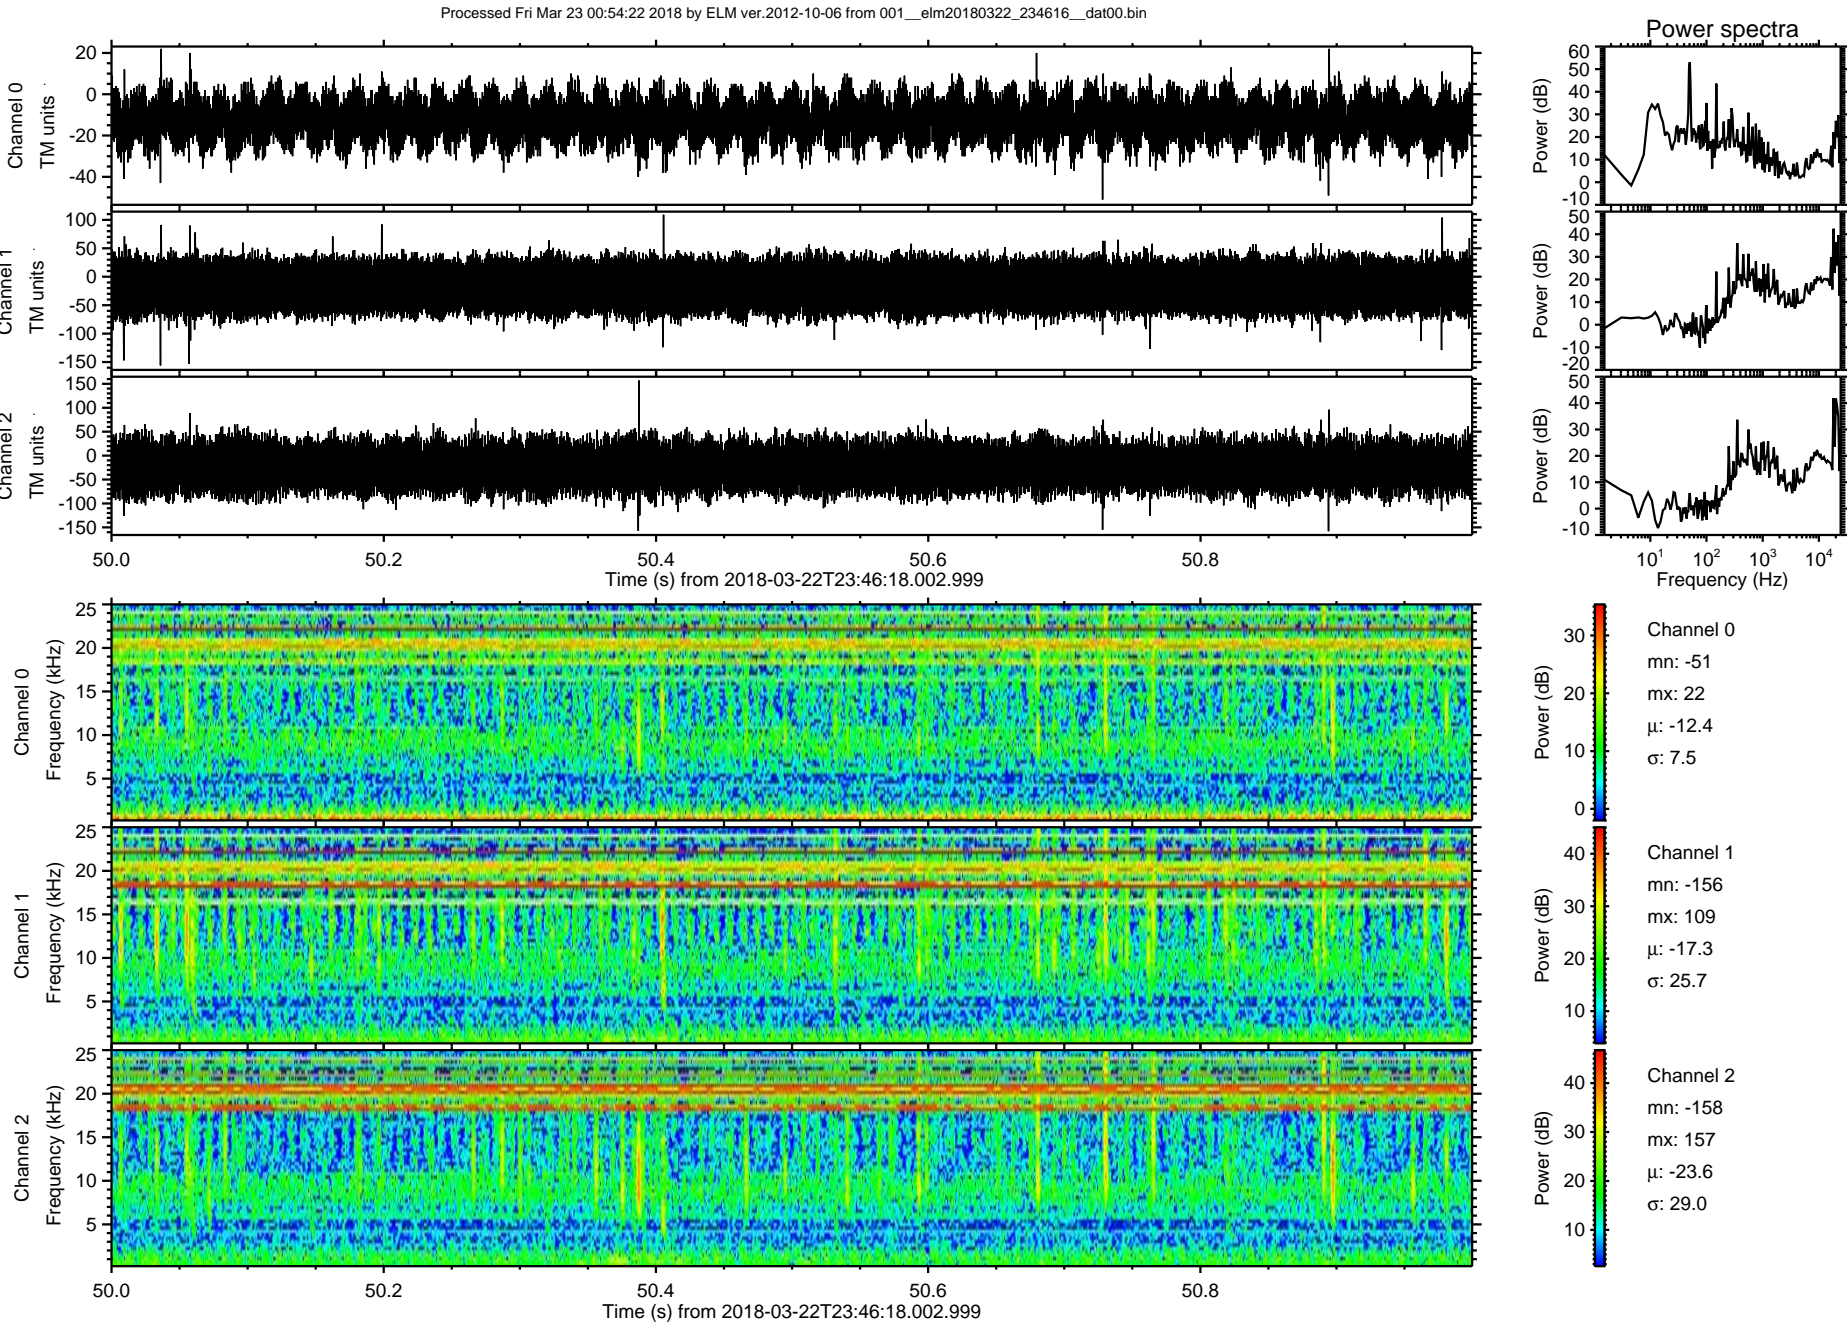 Processed Fri Mar 23 00:54:22 2018 by ELM ver.2012-10-06 from 001__elm20180322_234616__dat00.bin
Power spectra
Channel 0
TM units
20
0
-20
-40
Power (dB)
60
50
40
30
20
10
0
-10
Channel 1
TM units
100
50
0
-50
-100
-150
Power (dB)
50
40
30
20
10
0
-10
-20
Channel 2
TM units
150
100
50
0
-50
-100
-150
Power (dB)
50
40
30
20
10
0
-10
50.0 50.2 50.4 50.6 50.8
Time (s) from 2018-03-22T23:46:18.002.999
10¹ 10² 10³ 10⁴
Frequency (Hz)
Channel 0
Frequency (kHz)
25
20
15
10
5
Power (dB)
30
20
10
0
Channel 0
mn: -51
mx: 22
μ: -12.4
σ: 7.5
Channel 1
Frequency (kHz)
25
20
15
10
5
Power (dB)
40
30
20
10
Channel 1
mn: -156
mx: 109
μ: -17.3
σ: 25.7
Channel 2
Frequency (kHz)
25
20
15
10
5
Power (dB)
40
30
20
10
Channel 2
mn: -158
mx: 157
μ: -23.6
σ: 29.0
50.0 50.2 50.4 50.6 50.8
Time (s) from 2018-03-22T23:46:18.002.999